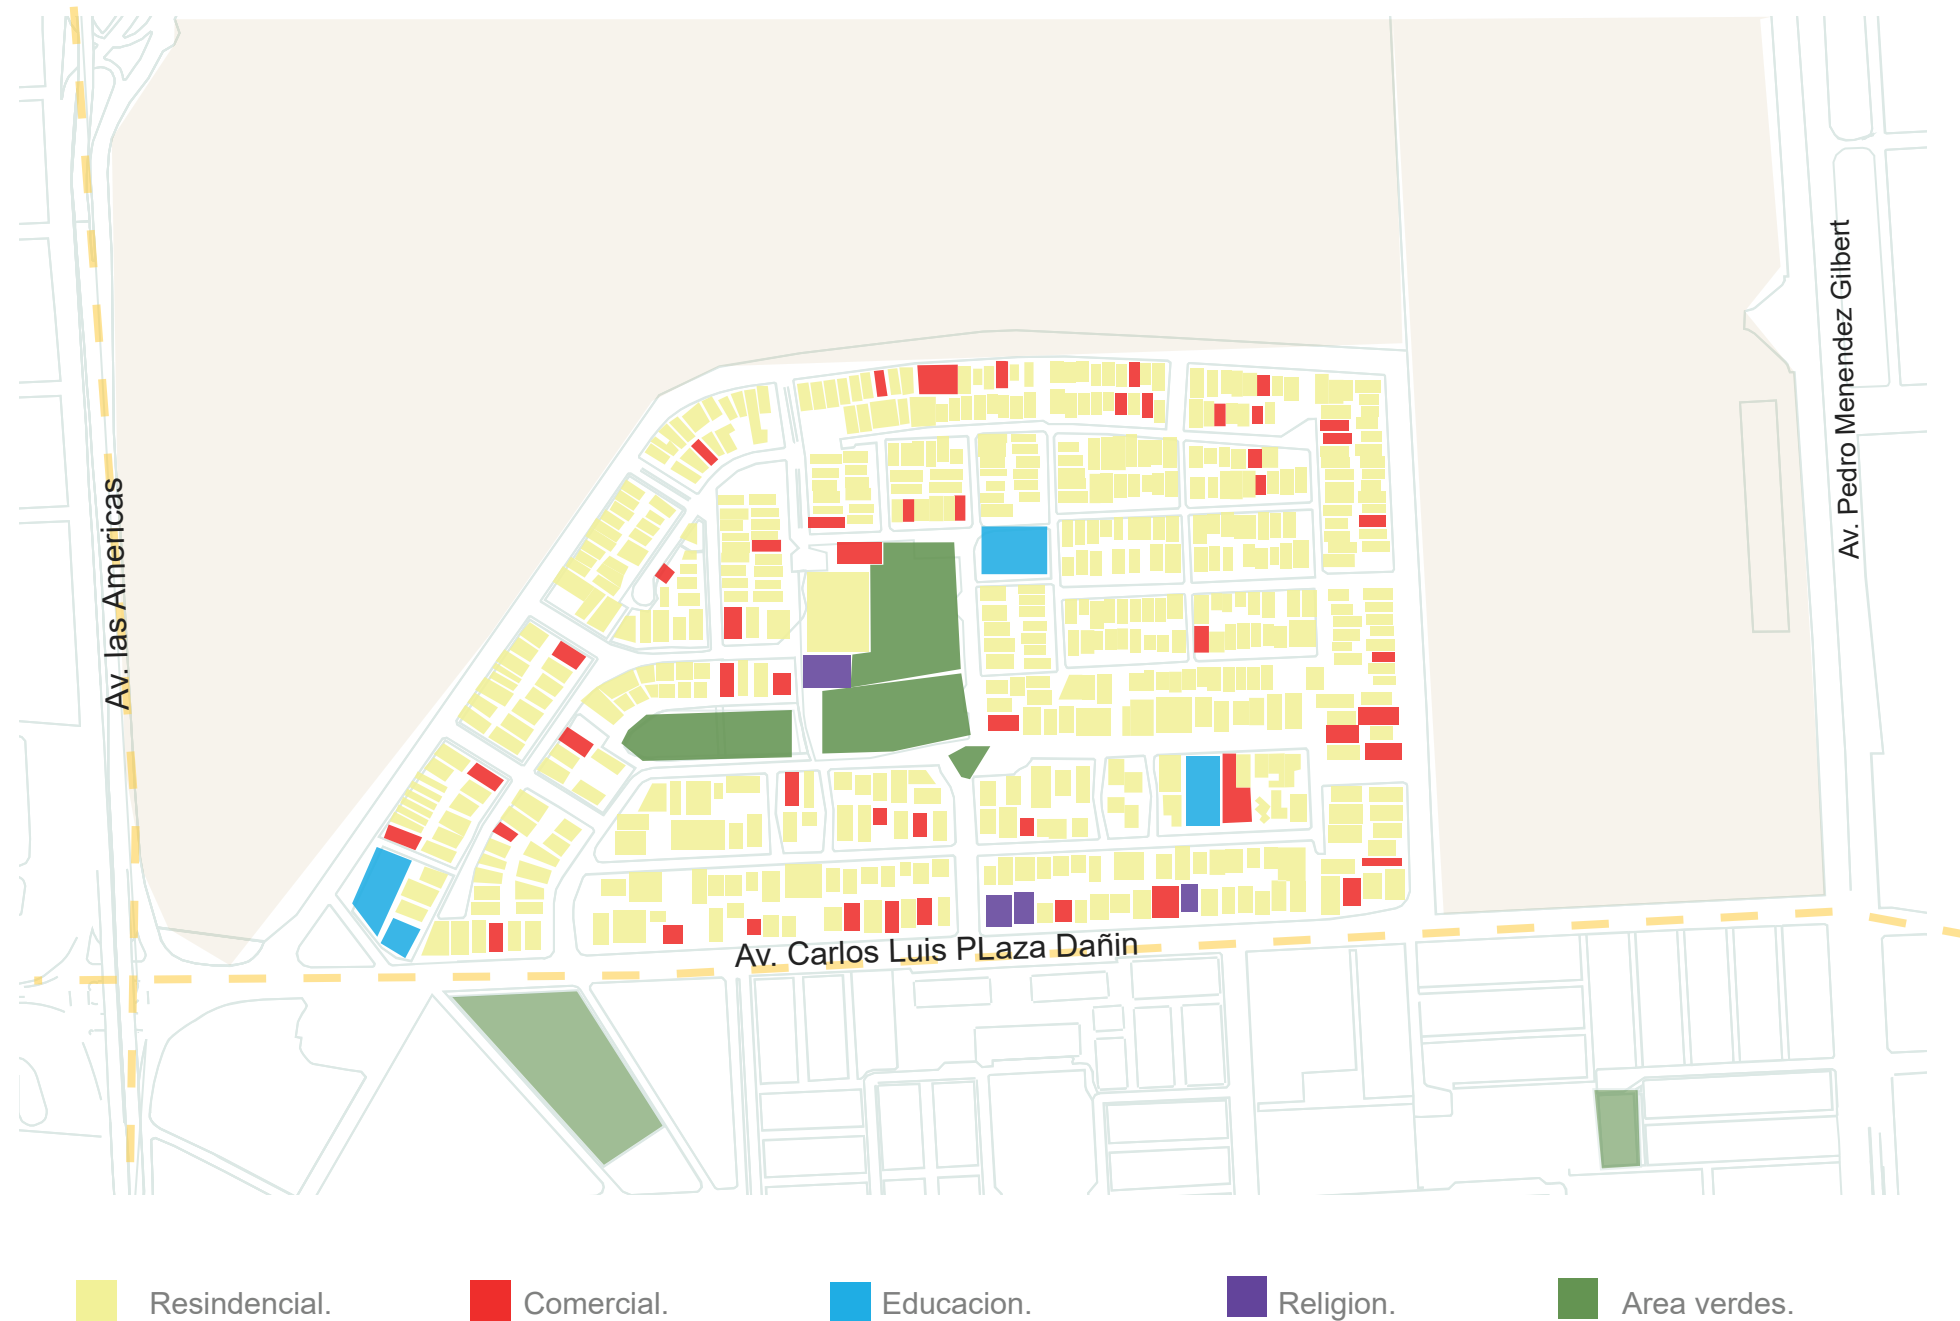 Av. las Americas
Av. Pedro Menendez Gilbert
Av. Carlos Luis PLaza Dañin
Resindencial.
Comercial.
Educacion.
Religion.
Area verdes.